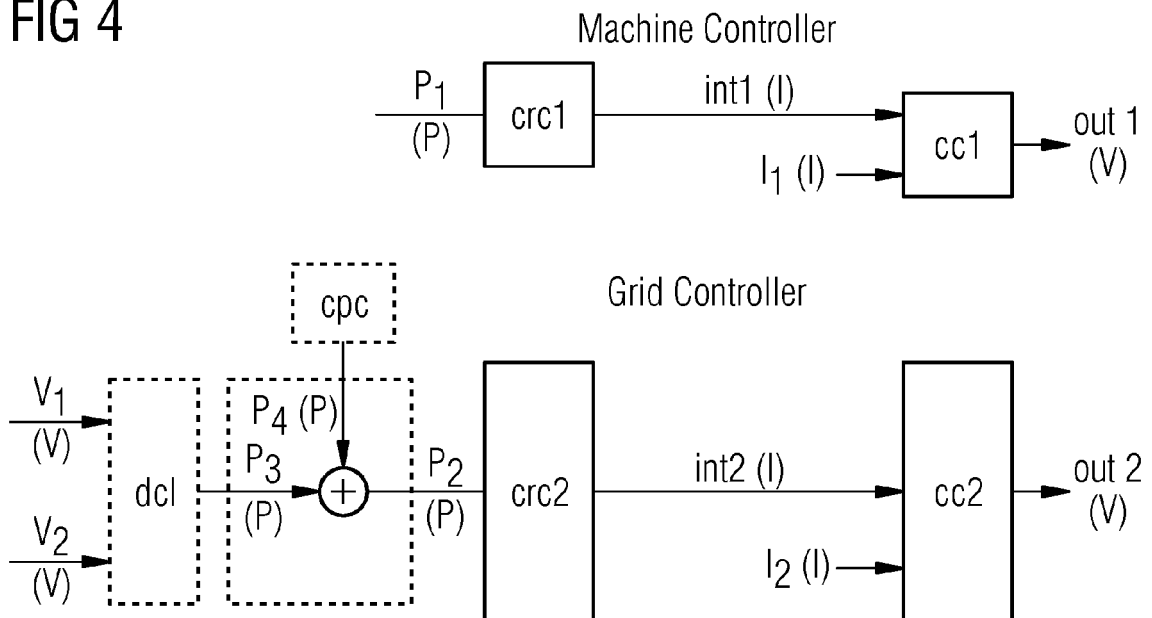 FIG 4
Machine Controller
P1
(P)
crc1
int1 (I)
I1 (I)
cc1
out 1
(V)
Grid Controller
cpc
V1
(V)
V2
(V)
dcl
P4 (P)
P3
(P)
+
P2
(P)
crc2
int2 (I)
I2 (I)
cc2
out 2
(V)